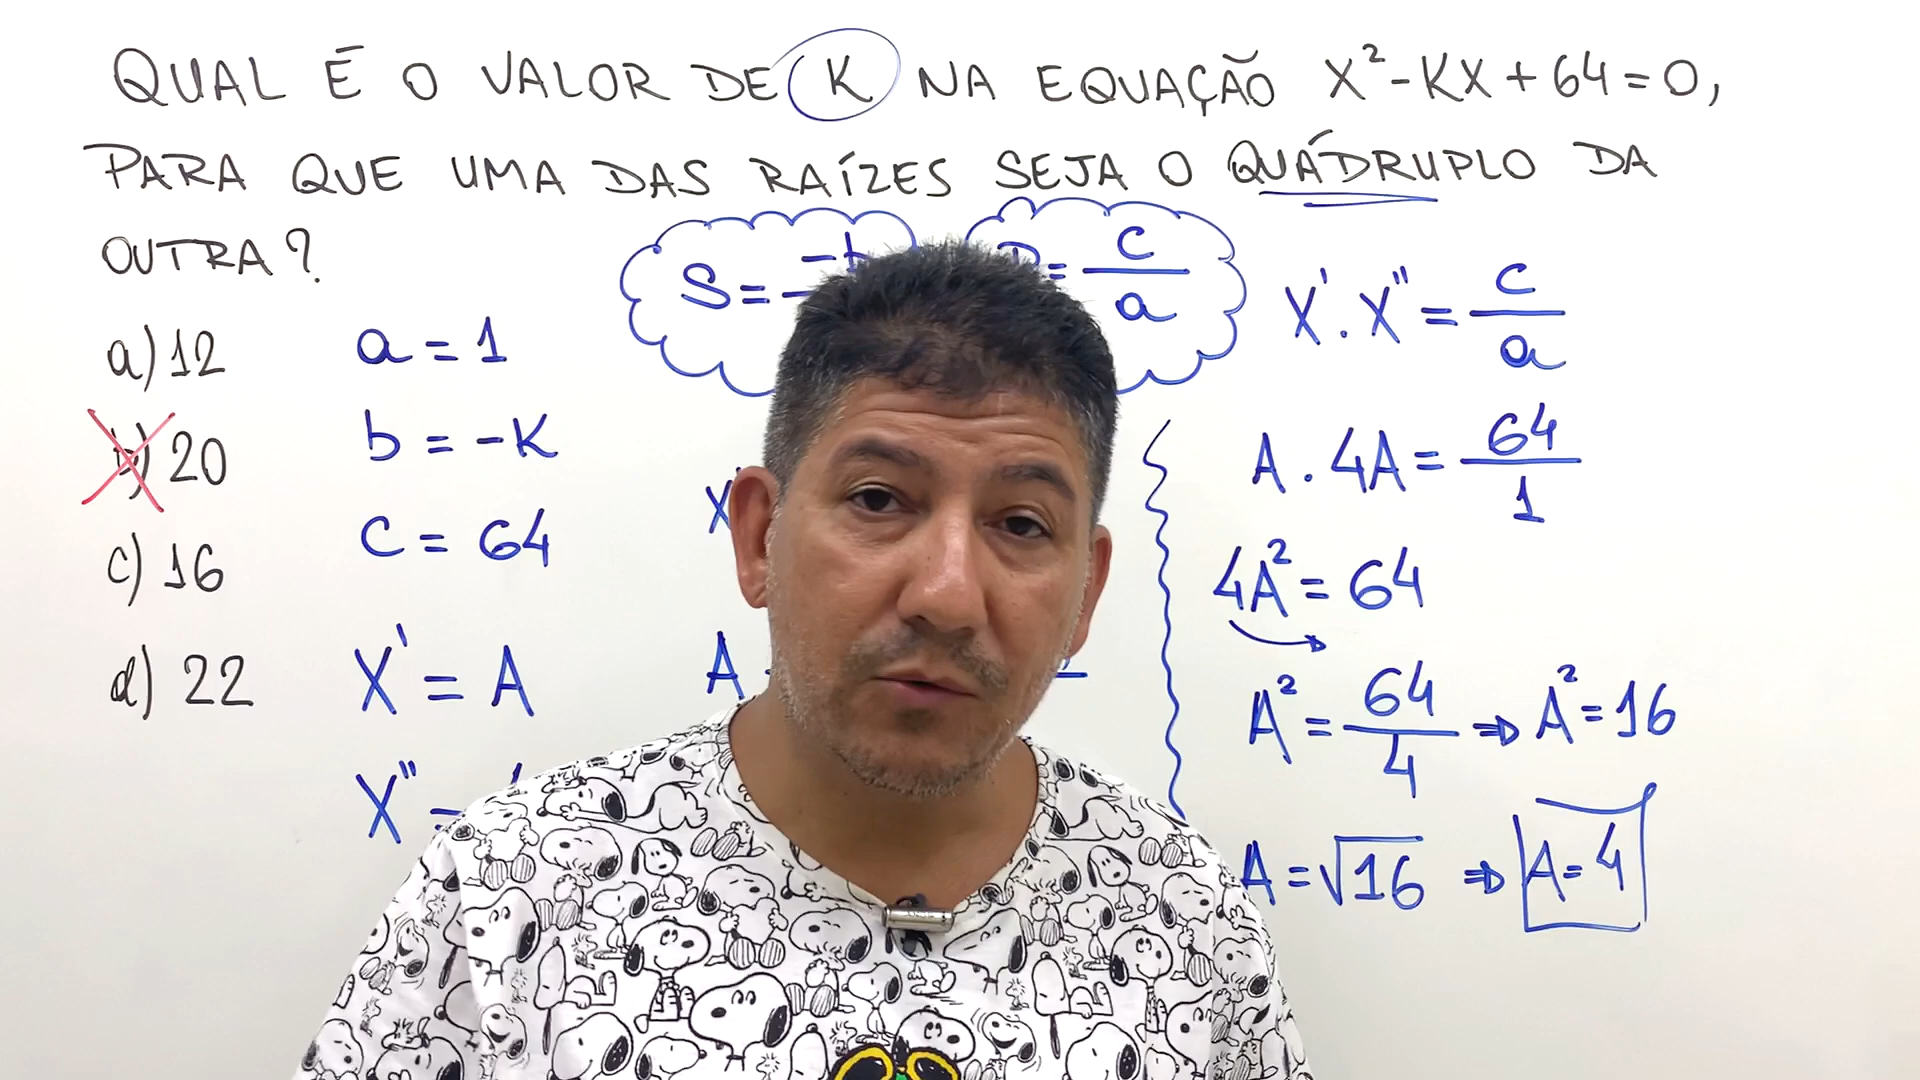 QUAL É O VALOR DE K NA EQUAÇÃO X² - KX + 64 = 0,
PARA QUE UMA DAS RAÍZES SEJA O QUÁDRUPLO DA
OUTRA?
a) 12
b) 20
c) 16
d) 22
a = 1
b = -K
c = 64
X' = A
X'' =
S = -b
P = c/a
X
A
X' . X'' = c/a
A . 4A = 64/1
4A² = 64
A² = 64/4 ⇒ A² = 16
A = √16 ⇒ A = 4